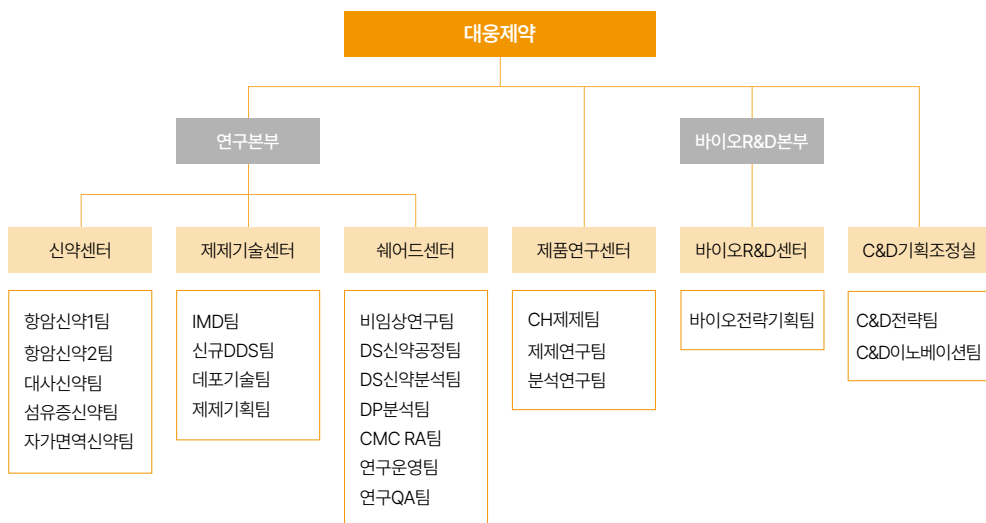 대웅제약
연구본부
바이오R&D본부
신약센터
제제기술센터
쉐어드센터
제품연구센터
바이오R&D센터
C&D기획조정실
항암신약1팀
항암신약2팀
대사신약팀
섬유증신약팀
자가면역신약팀
IMD팀
신규DDS팀
데포기술팀
제제기획팀
비임상연구팀
DS신약공정팀
DS신약분석팀
DP분석팀
CMC RA팀
연구운영팀
연구QA팀
CH제제팀
제제연구팀
분석연구팀
바이오전략기획팀
C&D전략팀
C&D이노베이션팀